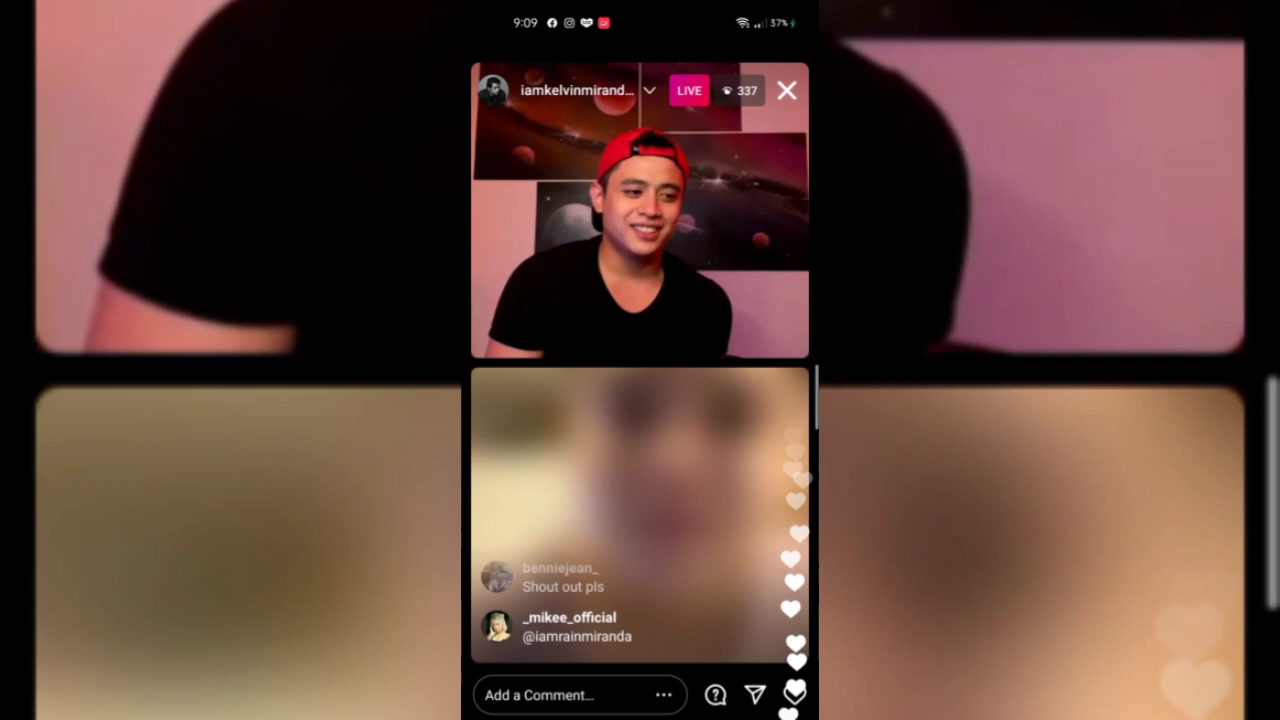 9:09
37%
iamkelvinmirand...
LIVE
337
benniejean_
Shout out pls
_mikee_official
@iamrainmiranda
Add a Comment...